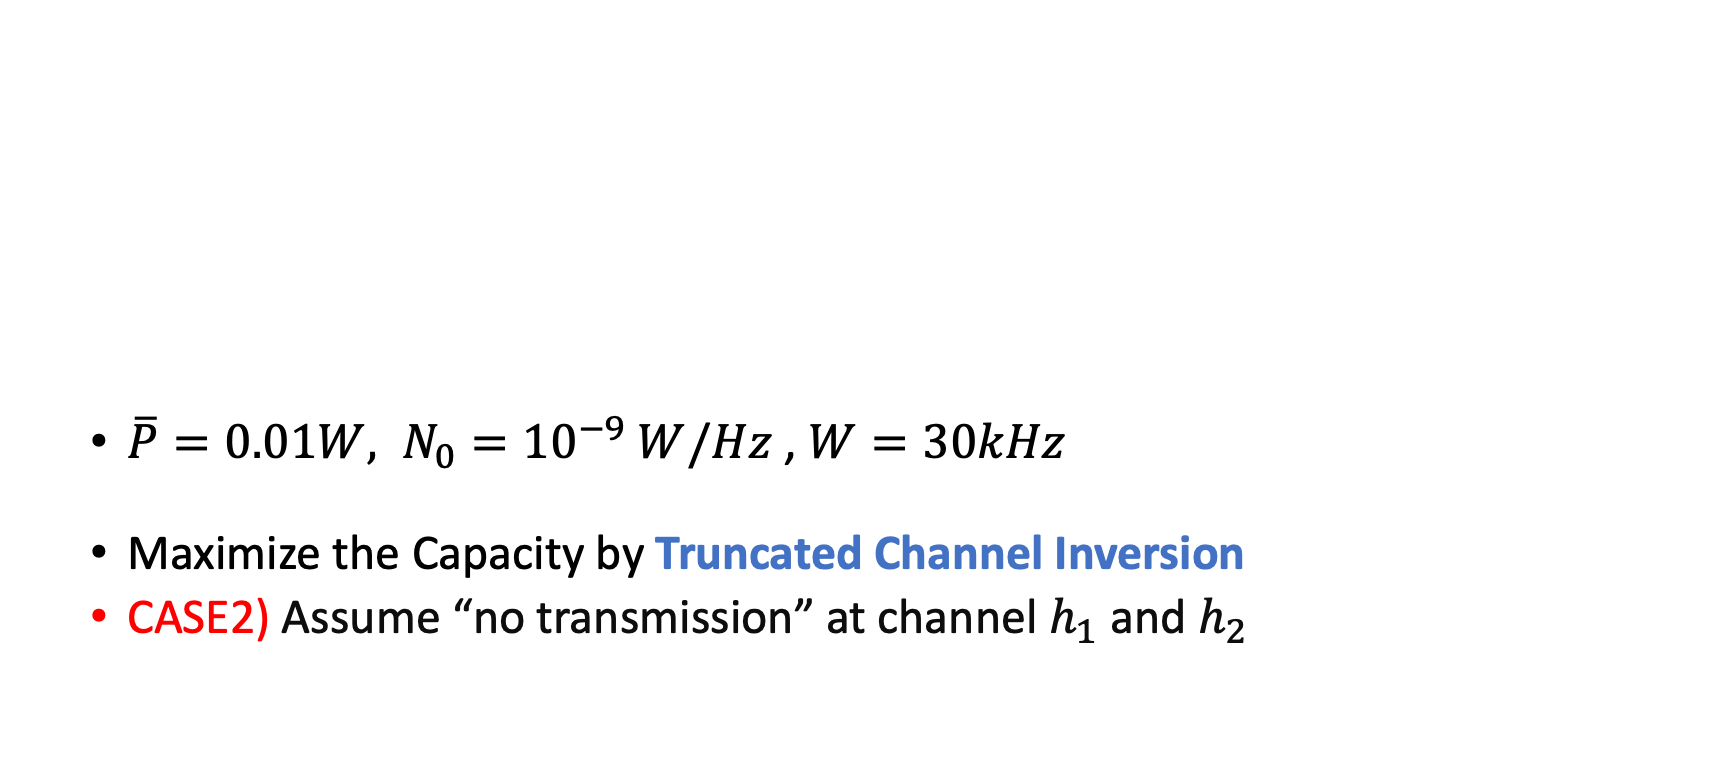 • P̄ = 0.01W, N₀ = 10⁻⁹ W/Hz , W = 30kHz
• Maximize the Capacity by Truncated Channel Inversion
• CASE2) Assume “no transmission” at channel h₁ and h₂